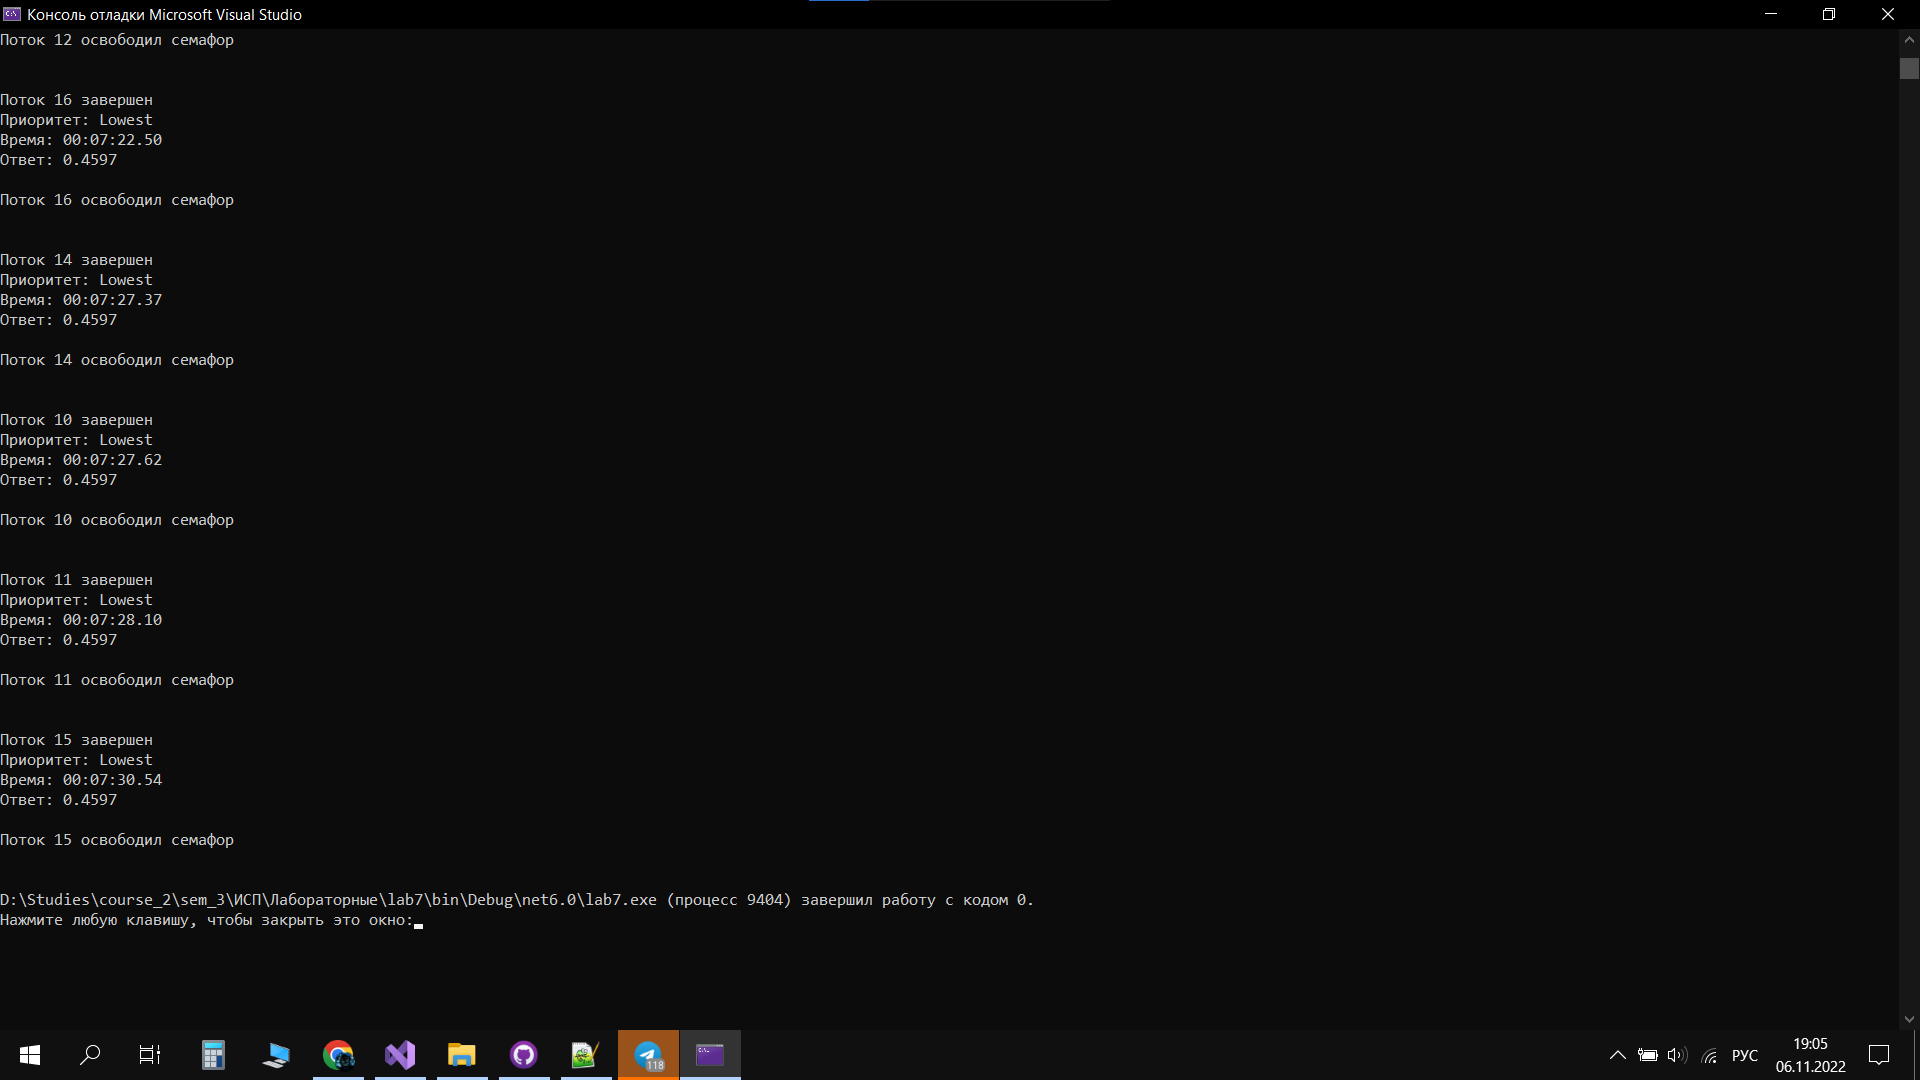 Консоль отладки Microsoft Visual Studio
Поток 12 освободил семафор
Поток 16 завершен
Приоритет: Lowest
Время: 00:07:22.50
Ответ: 0.4597
Поток 16 освободил семафор
Поток 14 завершен
Приоритет: Lowest
Время: 00:07:27.37
Ответ: 0.4597
Поток 14 освободил семафор
Поток 10 завершен
Приоритет: Lowest
Время: 00:07:27.62
Ответ: 0.4597
Поток 10 освободил семафор
Поток 11 завершен
Приоритет: Lowest
Время: 00:07:28.10
Ответ: 0.4597
Поток 11 освободил семафор
Поток 15 завершен
Приоритет: Lowest
Время: 00:07:30.54
Ответ: 0.4597
Поток 15 освободил семафор
D:\Studies\course_2\sem_3\ИСП\Лабораторные\lab7\bin\Debug\net6.0\lab7.exe (процесс 9404) завершил работу с кодом 0.
Нажмите любую клавишу, чтобы закрыть это окно:
118
РУС
19:05
06.11.2022